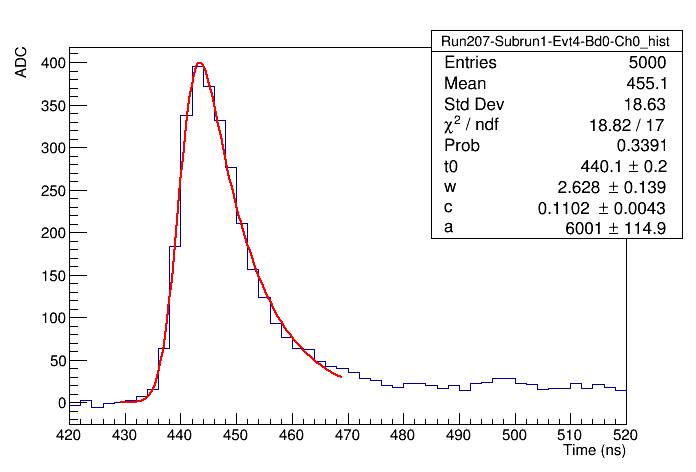 Run207-Subrun1-Evt4-Bd0-Ch0_hist
Entries 5000
Mean 455.1
Std Dev 18.63
χ² / ndf 18.82 / 17
Prob 0.3391
t0 440.1 ± 0.2
w 2.628 ± 0.139
c 0.1102 ± 0.0043
a 6001 ± 114.9
ADC
400
350
300
250
200
150
100
50
0
420 430 440 450 460 470 480 490 500 510 520
Time (ns)